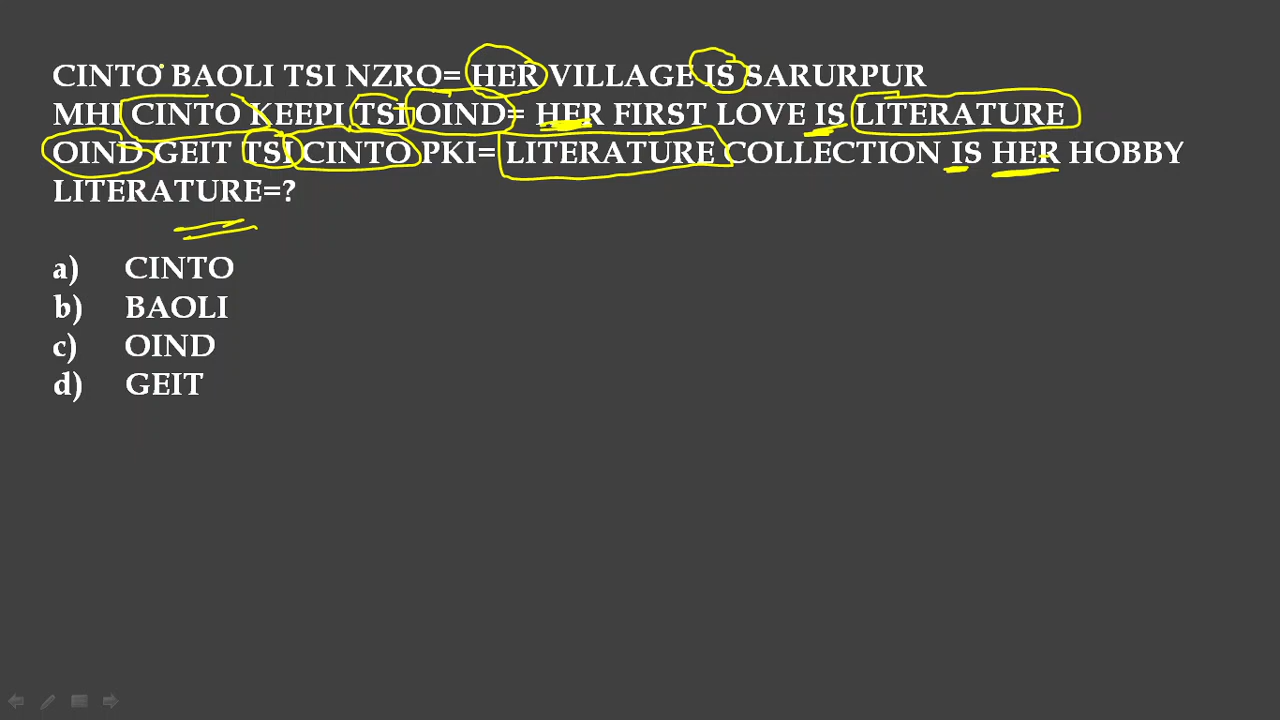 CINTO BAOLI TSI NZRO= HER VILLAGE IS SARURPUR
MHI CINTO KEEPI TSI OIND= HER FIRST LOVE IS LITERATURE
OIND GEIT TSI CINTO PKI= LITERATURE COLLECTION IS HER HOBBY
LITERATURE=?
a) CINTO
b) BAOLI
c) OIND
d) GEIT